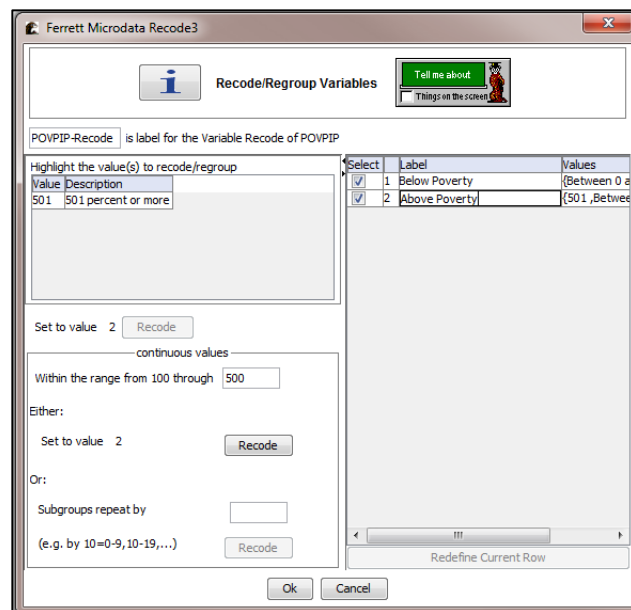 Ferrett Microdata Recode3
Recode/Regroup Variables
Tell me about
Things on the screen
POVPIP-Recode is label for the Variable Recode of POVPIP
Highlight the value(s) to recode/regroup
Value Description
501 501 percent or more
Set to value 2 Recode
continuous values
Within the range from 100 through 500
Either:
Set to value 2 Recode
Or:
Subgroups repeat by
(e.g. by 10=0-9,10-19,...) Recode
Select Label Values
1 Below Poverty {Between 0 a
2 Above Poverty {501 ,Betwee
Redefine Current Row
Ok Cancel